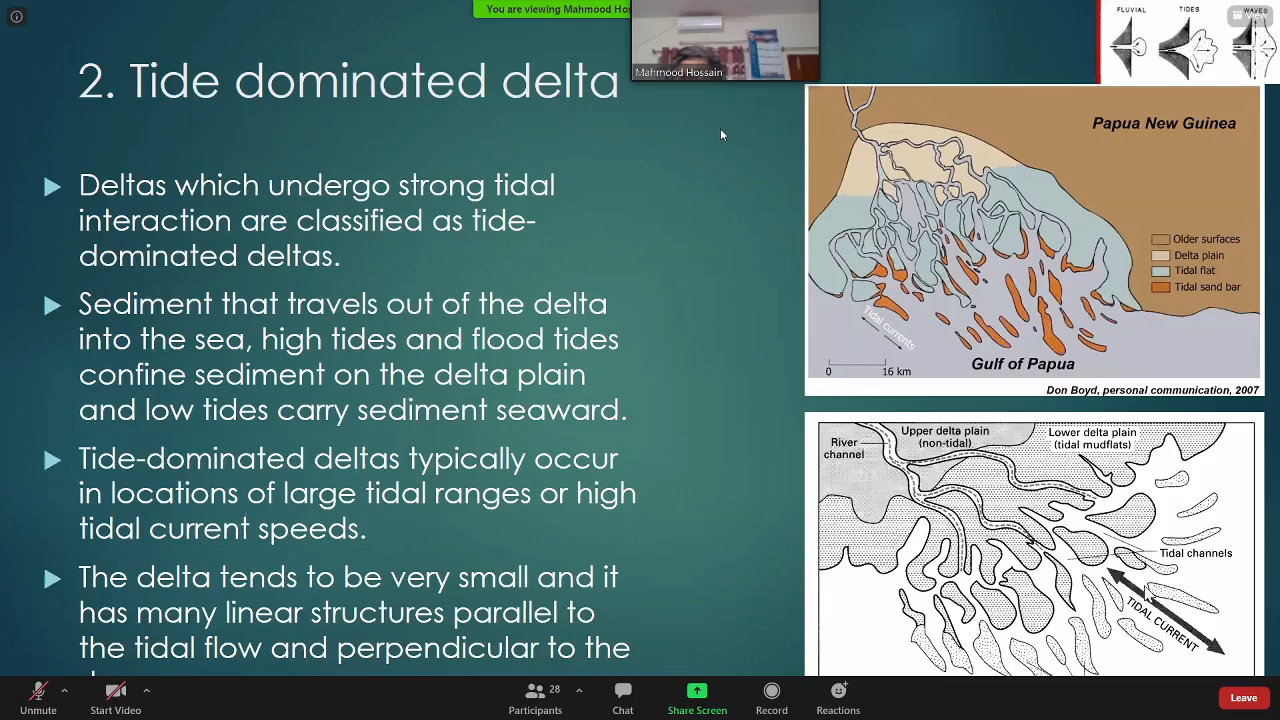 You are viewing Mahmood Hos
Mahmood Hossain
FLUVIAL
TIDES
WAVES
View
2. Tide dominated delta
Deltas which undergo strong tidal
interaction are classified as tide-
dominated deltas.
Sediment that travels out of the delta
into the sea, high tides and flood tides
confine sediment on the delta plain
and low tides carry sediment seaward.
Tide-dominated deltas typically occur
in locations of large tidal ranges or high
tidal current speeds.
The delta tends to be very small and it
has many linear structures parallel to
the tidal flow and perpendicular to the
Papua New Guinea
Older surfaces
Delta plain
Tidal flat
Tidal sand bar
Tidal currents
Gulf of Papua
0
16 km
Don Boyd, personal communication, 2007
Upper delta plain
(non-tidal)
Lower delta plain
(tidal mudflats)
River
channel
Tidal channels
TIDAL CURRENT
Unmute
Start Video
28
Participants
Chat
Share Screen
Record
Reactions
Leave